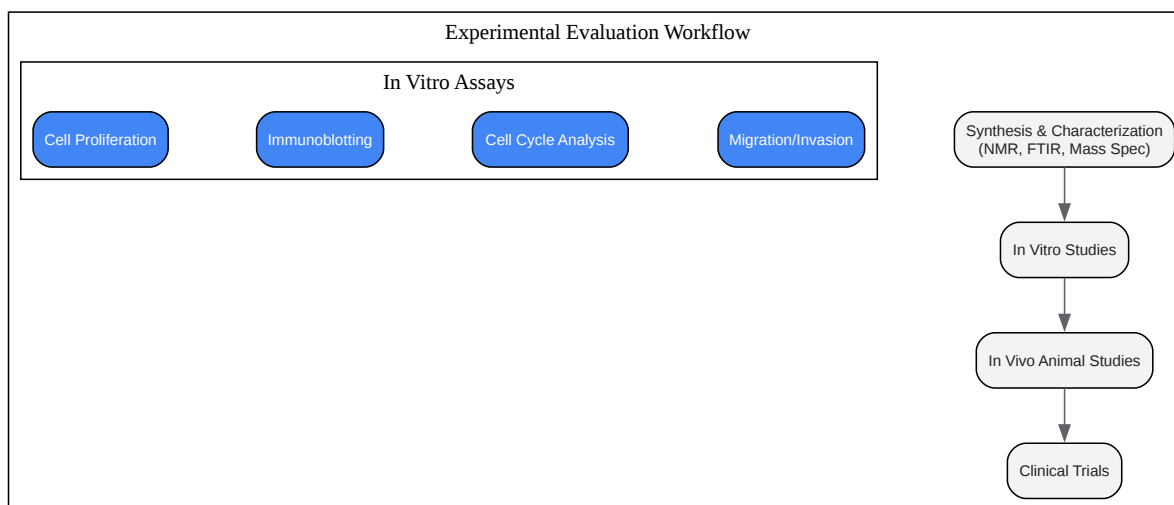 Experimental Evaluation Workflow
In Vitro Assays
Cell Proliferation
Immunoblotting
Cell Cycle Analysis
Migration/Invasion
Synthesis & Characterization
(NMR, FTIR, Mass Spec)
In Vitro Studies
In Vivo Animal Studies
Clinical Trials